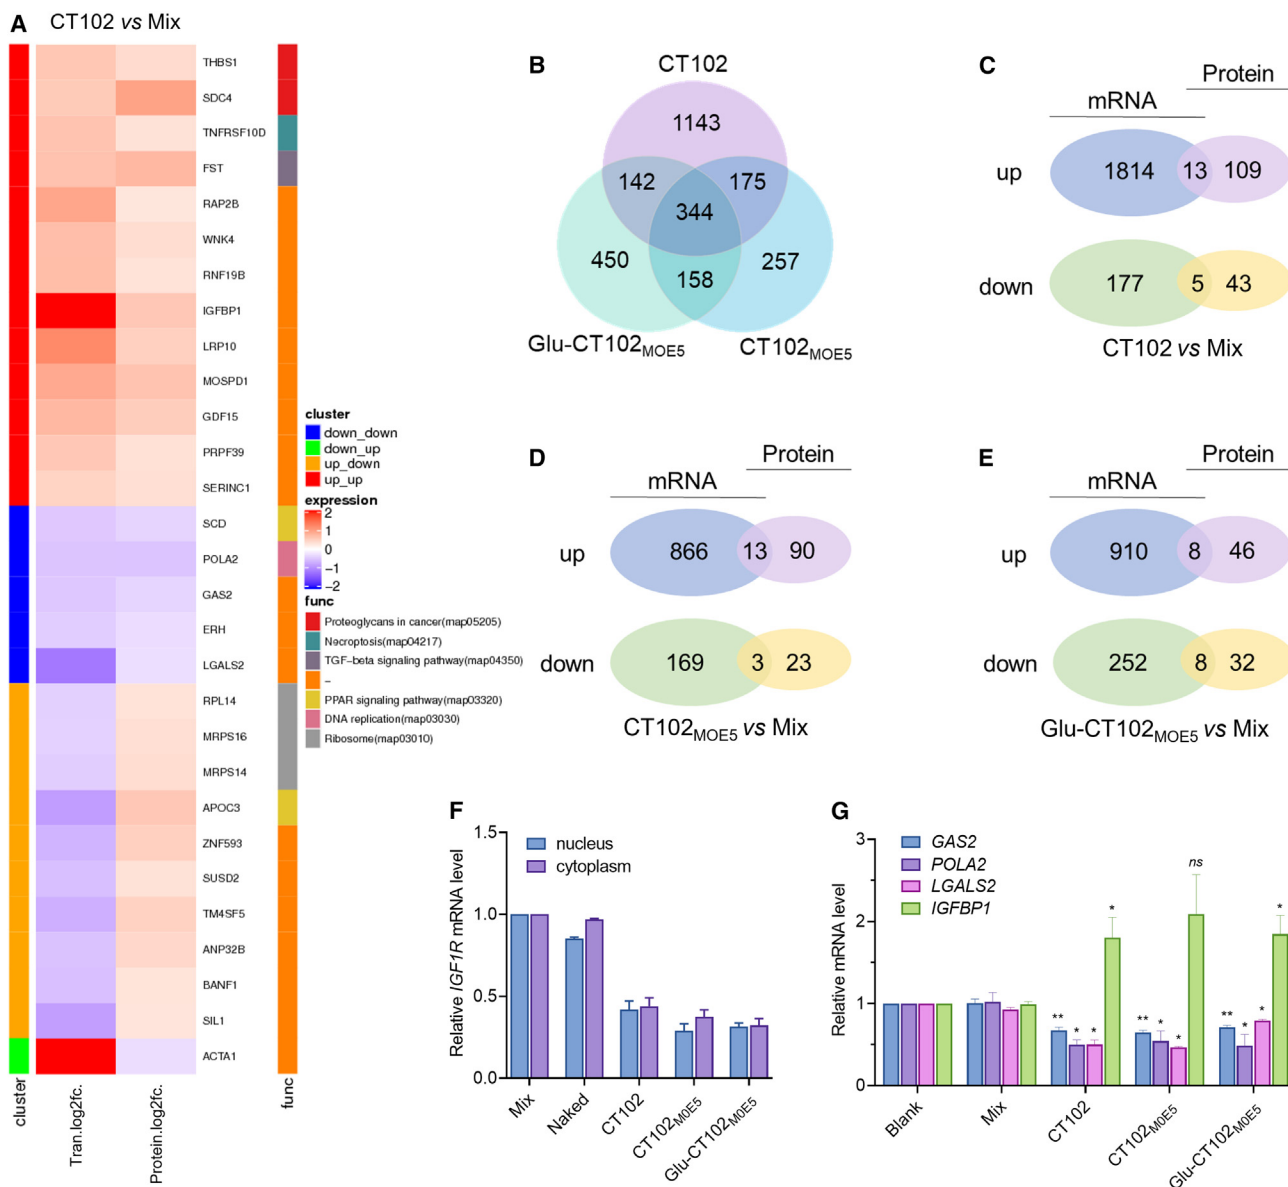 A
CT102 vs Mix
THBS1
SDC4
TNFRSF10D
FST
RAP2B
WNK4
RNF19B
IGFBP1
LRP10
MOSPD1
GDF15
PRPF39
SERINC1
SCD
POLA2
GAS2
ERH
LGALS2
RPL14
MRPS16
MRPS14
APOC3
ZNF593
SUSD2
TM4SF5
ANP32B
BANF1
SIL1
ACTA1
cluster
Tran.log2fc.
Protein.log2fc.
func
cluster
down_down
down_up
up_down
up_up
expression
2
1
0
−1
−2
func
Proteoglycans in cancer(map05205)
Necroptosis(map04217)
TGF−beta signaling pathway(map04350)
−
PPAR signaling pathway(map03320)
DNA replication(map03030)
Ribosome(map03010)
B
CT102
1143
142
175
344
450
257
158
Glu-CT102MOE5
CT102MOE5
C
Protein
mRNA
up
1814
13
109
down
177
5
43
CT102 vs Mix
D
Protein
mRNA
up
866
13
90
down
169
3
23
CT102MOE5 vs Mix
E
Protein
mRNA
up
910
8
46
down
252
8
32
Glu-CT102MOE5 vs Mix
F
nucleus
cytoplasm
Relative IGF1R mRNA level
1.5
1.0
0.5
0.0
Mix
Naked
CT102
CT102M0E5
Glu-CT102M0E5
G
GAS2
POLA2
LGALS2
IGFBP1
Relative mRNA level
3
2
1
0
** * * *
** * * ns
** * * *
Blank
Mix
CT102
CT102M0E5
Glu-CT102M0E5